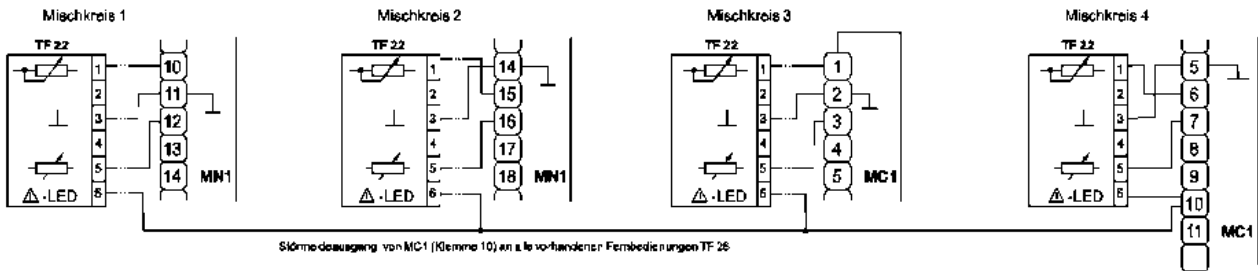 Mischkreis 1
Mischkreis 2
Mischkreis 3
Mischkreis 4
TF 22
1
2
3
4
5
6
⚠ -LED
10
11
12
13
14
MN1
TF 22
1
2
3
4
5
6
⚠ -LED
14
15
16
17
18
MN1
TF 22
1
2
3
4
5
6
⚠ -LED
1
2
3
4
5
MC1
TF 22
1
2
3
4
5
6
⚠ -LED
5
6
7
8
9
10
11
MC1
von MC1 (Klemme 10) an alle vorhandenen Fernbedienungen TF